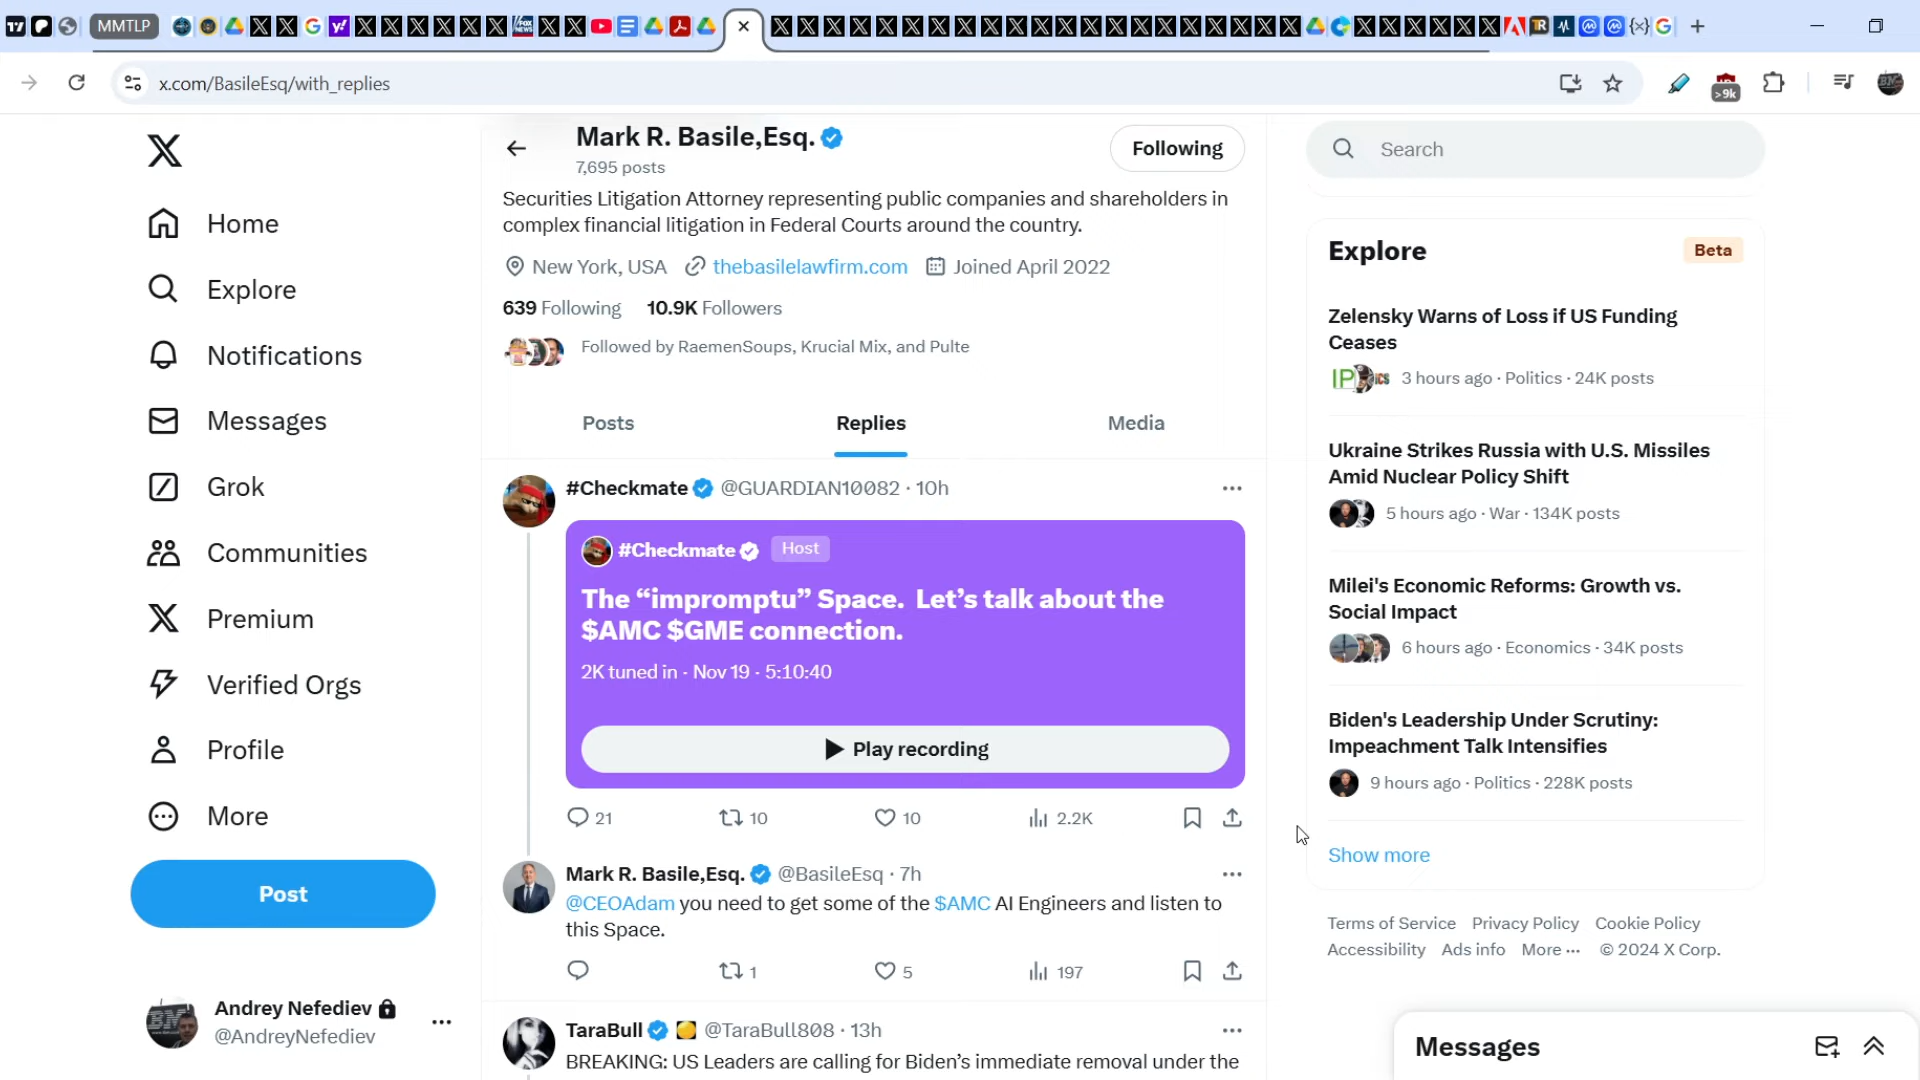 MMTLP
x.com/BasileEsq/with_replies
>9k
Mark R. Basile,Esq.
7,695 posts
Following
Securities Litigation Attorney representing public companies and shareholders in
complex financial litigation in Federal Courts around the country.
New York, USA thebasilelawfirm.com Joined April 2022
639 Following 10.9K Followers
Followed by RaemenSoups, Krucial Mix, and Pulte
Posts Replies Media
Home
Explore
Notifications
Messages
Grok
Communities
Premium
Verified Orgs
Profile
More
Post
Andrey Nefediev
@AndreyNefediev
#Checkmate @GUARDIAN10082 · 10h
#Checkmate Host
The “impromptu” Space. Let’s talk about the
$AMC $GME connection.
2K tuned in · Nov 19 · 5:10:40
Play recording
21 10 10 2.2K
Mark R. Basile,Esq. @BasileEsq · 7h
@CEOAdam you need to get some of the $AMC AI Engineers and listen to
this Space.
1 5 197
TaraBull @TaraBull808 · 13h
BREAKING: US Leaders are calling for Biden’s immediate removal under the
Search
Explore Beta
Zelensky Warns of Loss if US Funding
Ceases
3 hours ago · Politics · 24K posts
Ukraine Strikes Russia with U.S. Missiles
Amid Nuclear Policy Shift
5 hours ago · War · 134K posts
Milei's Economic Reforms: Growth vs.
Social Impact
6 hours ago · Economics · 34K posts
Biden's Leadership Under Scrutiny:
Impeachment Talk Intensifies
9 hours ago · Politics · 228K posts
Show more
Terms of Service Privacy Policy Cookie Policy
Accessibility Ads info More ··· © 2024 X Corp.
Messages